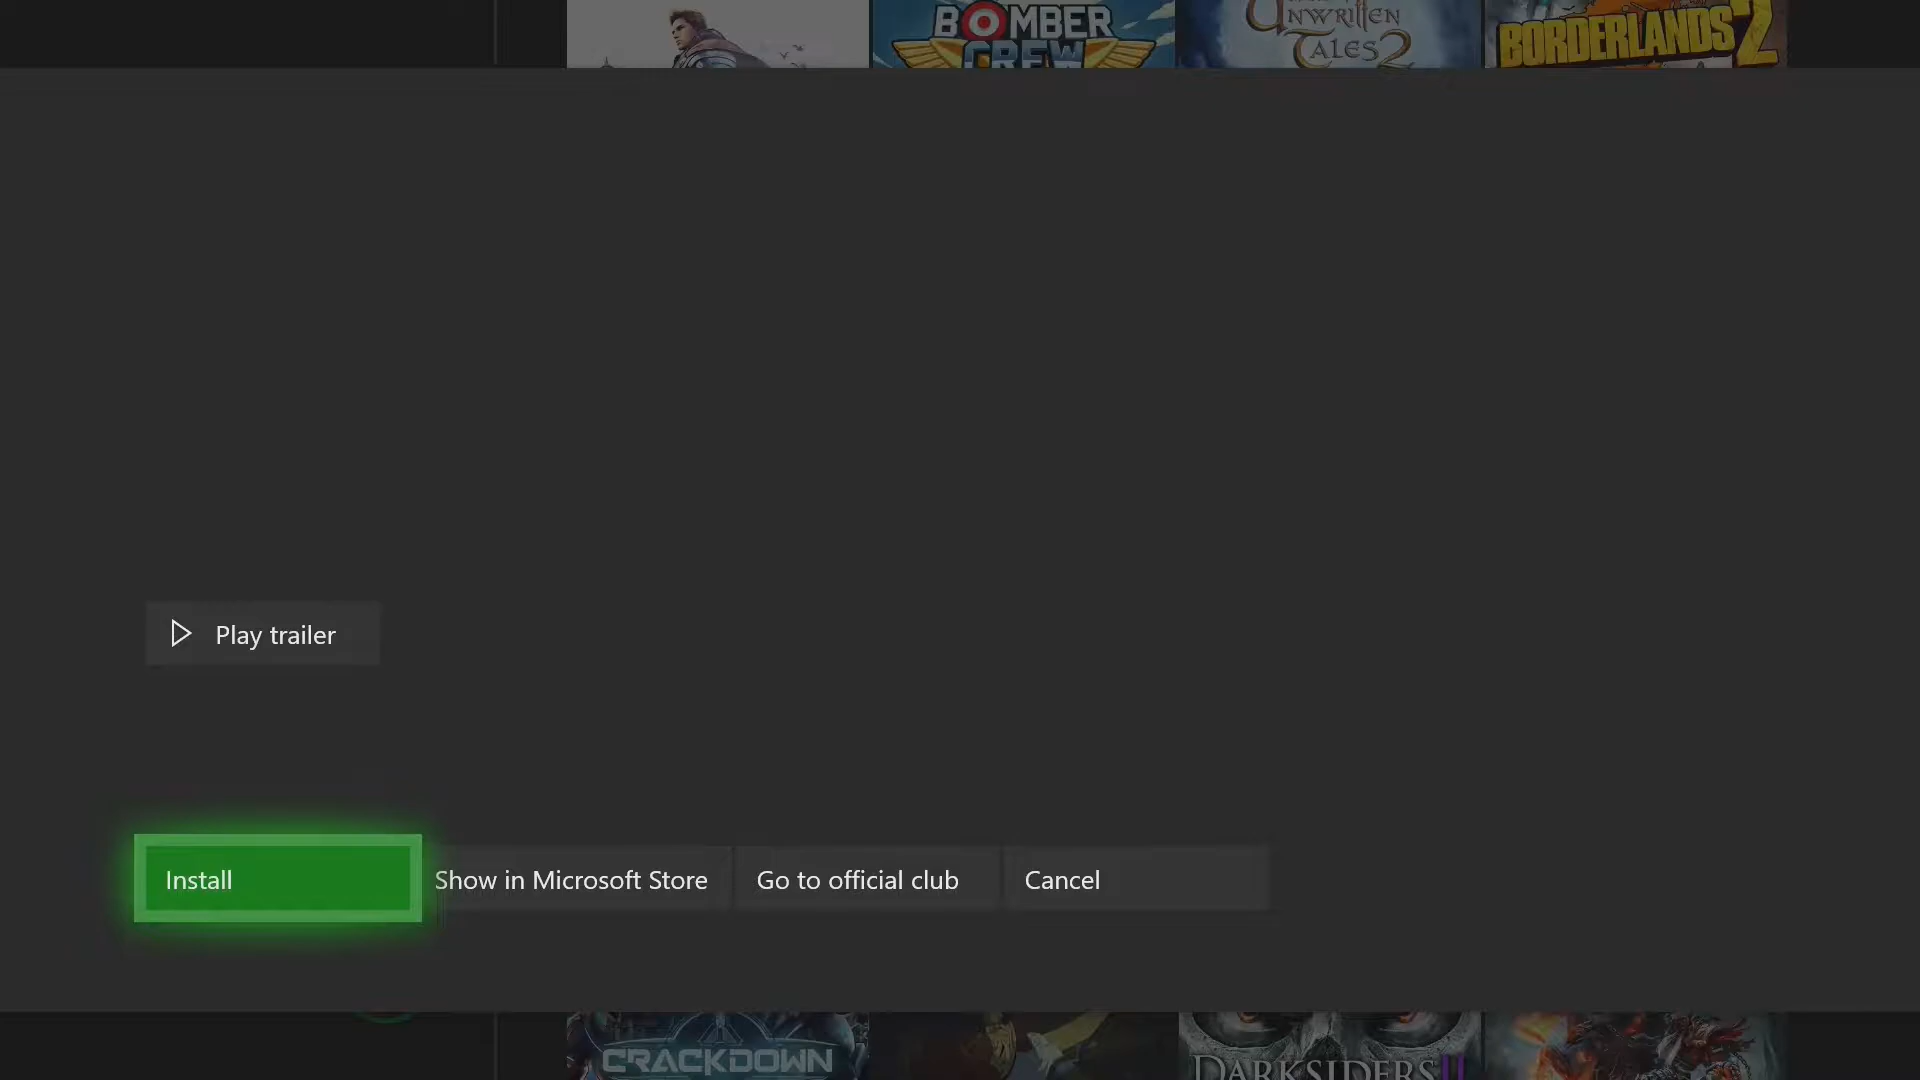 BOMBER
CREW
UNWRITTEN
TALES 2
BORDERLANDS 2
Play trailer
Install
Show in Microsoft Store
Go to official club
Cancel
CRACKDOWN
DARKSIDERS II